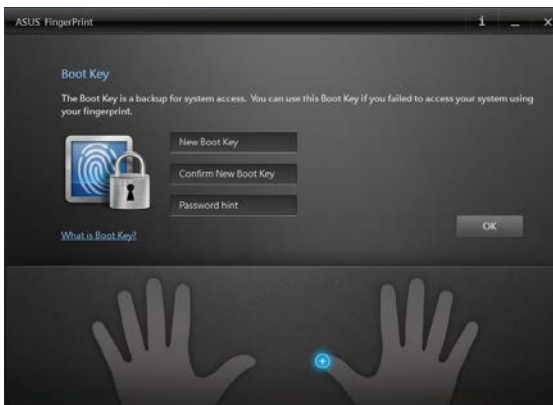 ASUS FingerPrint
Boot Key
The Boot Key is a backup for system access. You can use this Boot Key if you failed to access your system using
your fingerprint.
New Boot Key
Confirm New Boot Key
Password hint
OK
What is Boot Key?